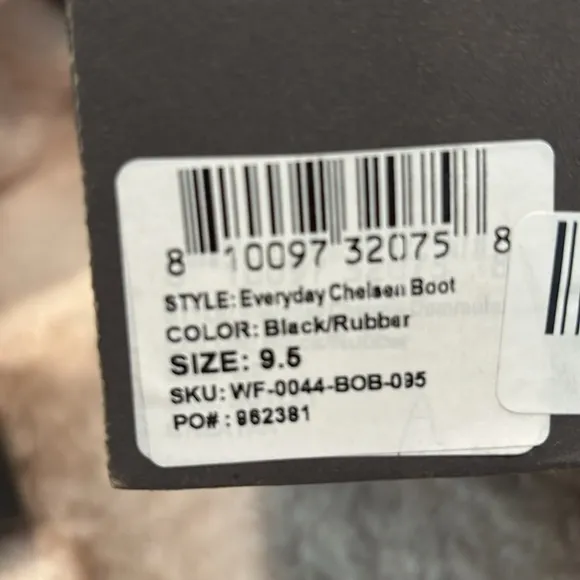 8 10097 32075 8
STYLE: Everyday Chelsea Boot
COLOR: Black/Rubber
SIZE: 9.5
SKU: WF-0044-BOB-095
PO# : 862381